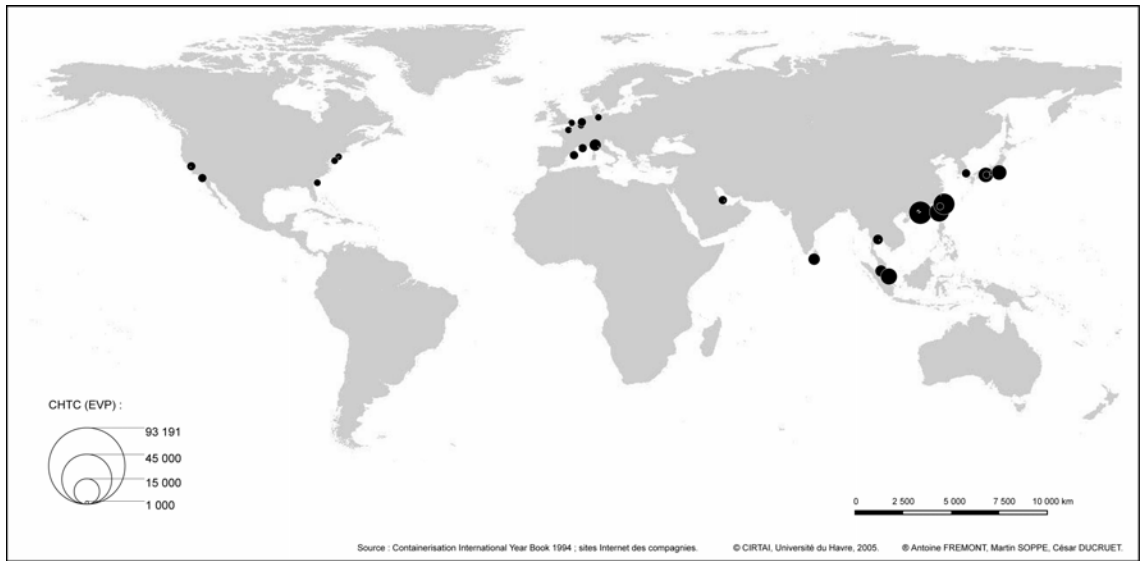 CHTC (EVP) :
93 191
45 000
15 000
1 000
0 2 500 5 000 7 500 10 000 km
Source : Containerisation International Year Book 1994 ; sites Internet des compagnies. © CIRTAI, Université du Havre, 2005. ® Antoine FREMONT, Martin SOPPE, César DUCRUET.